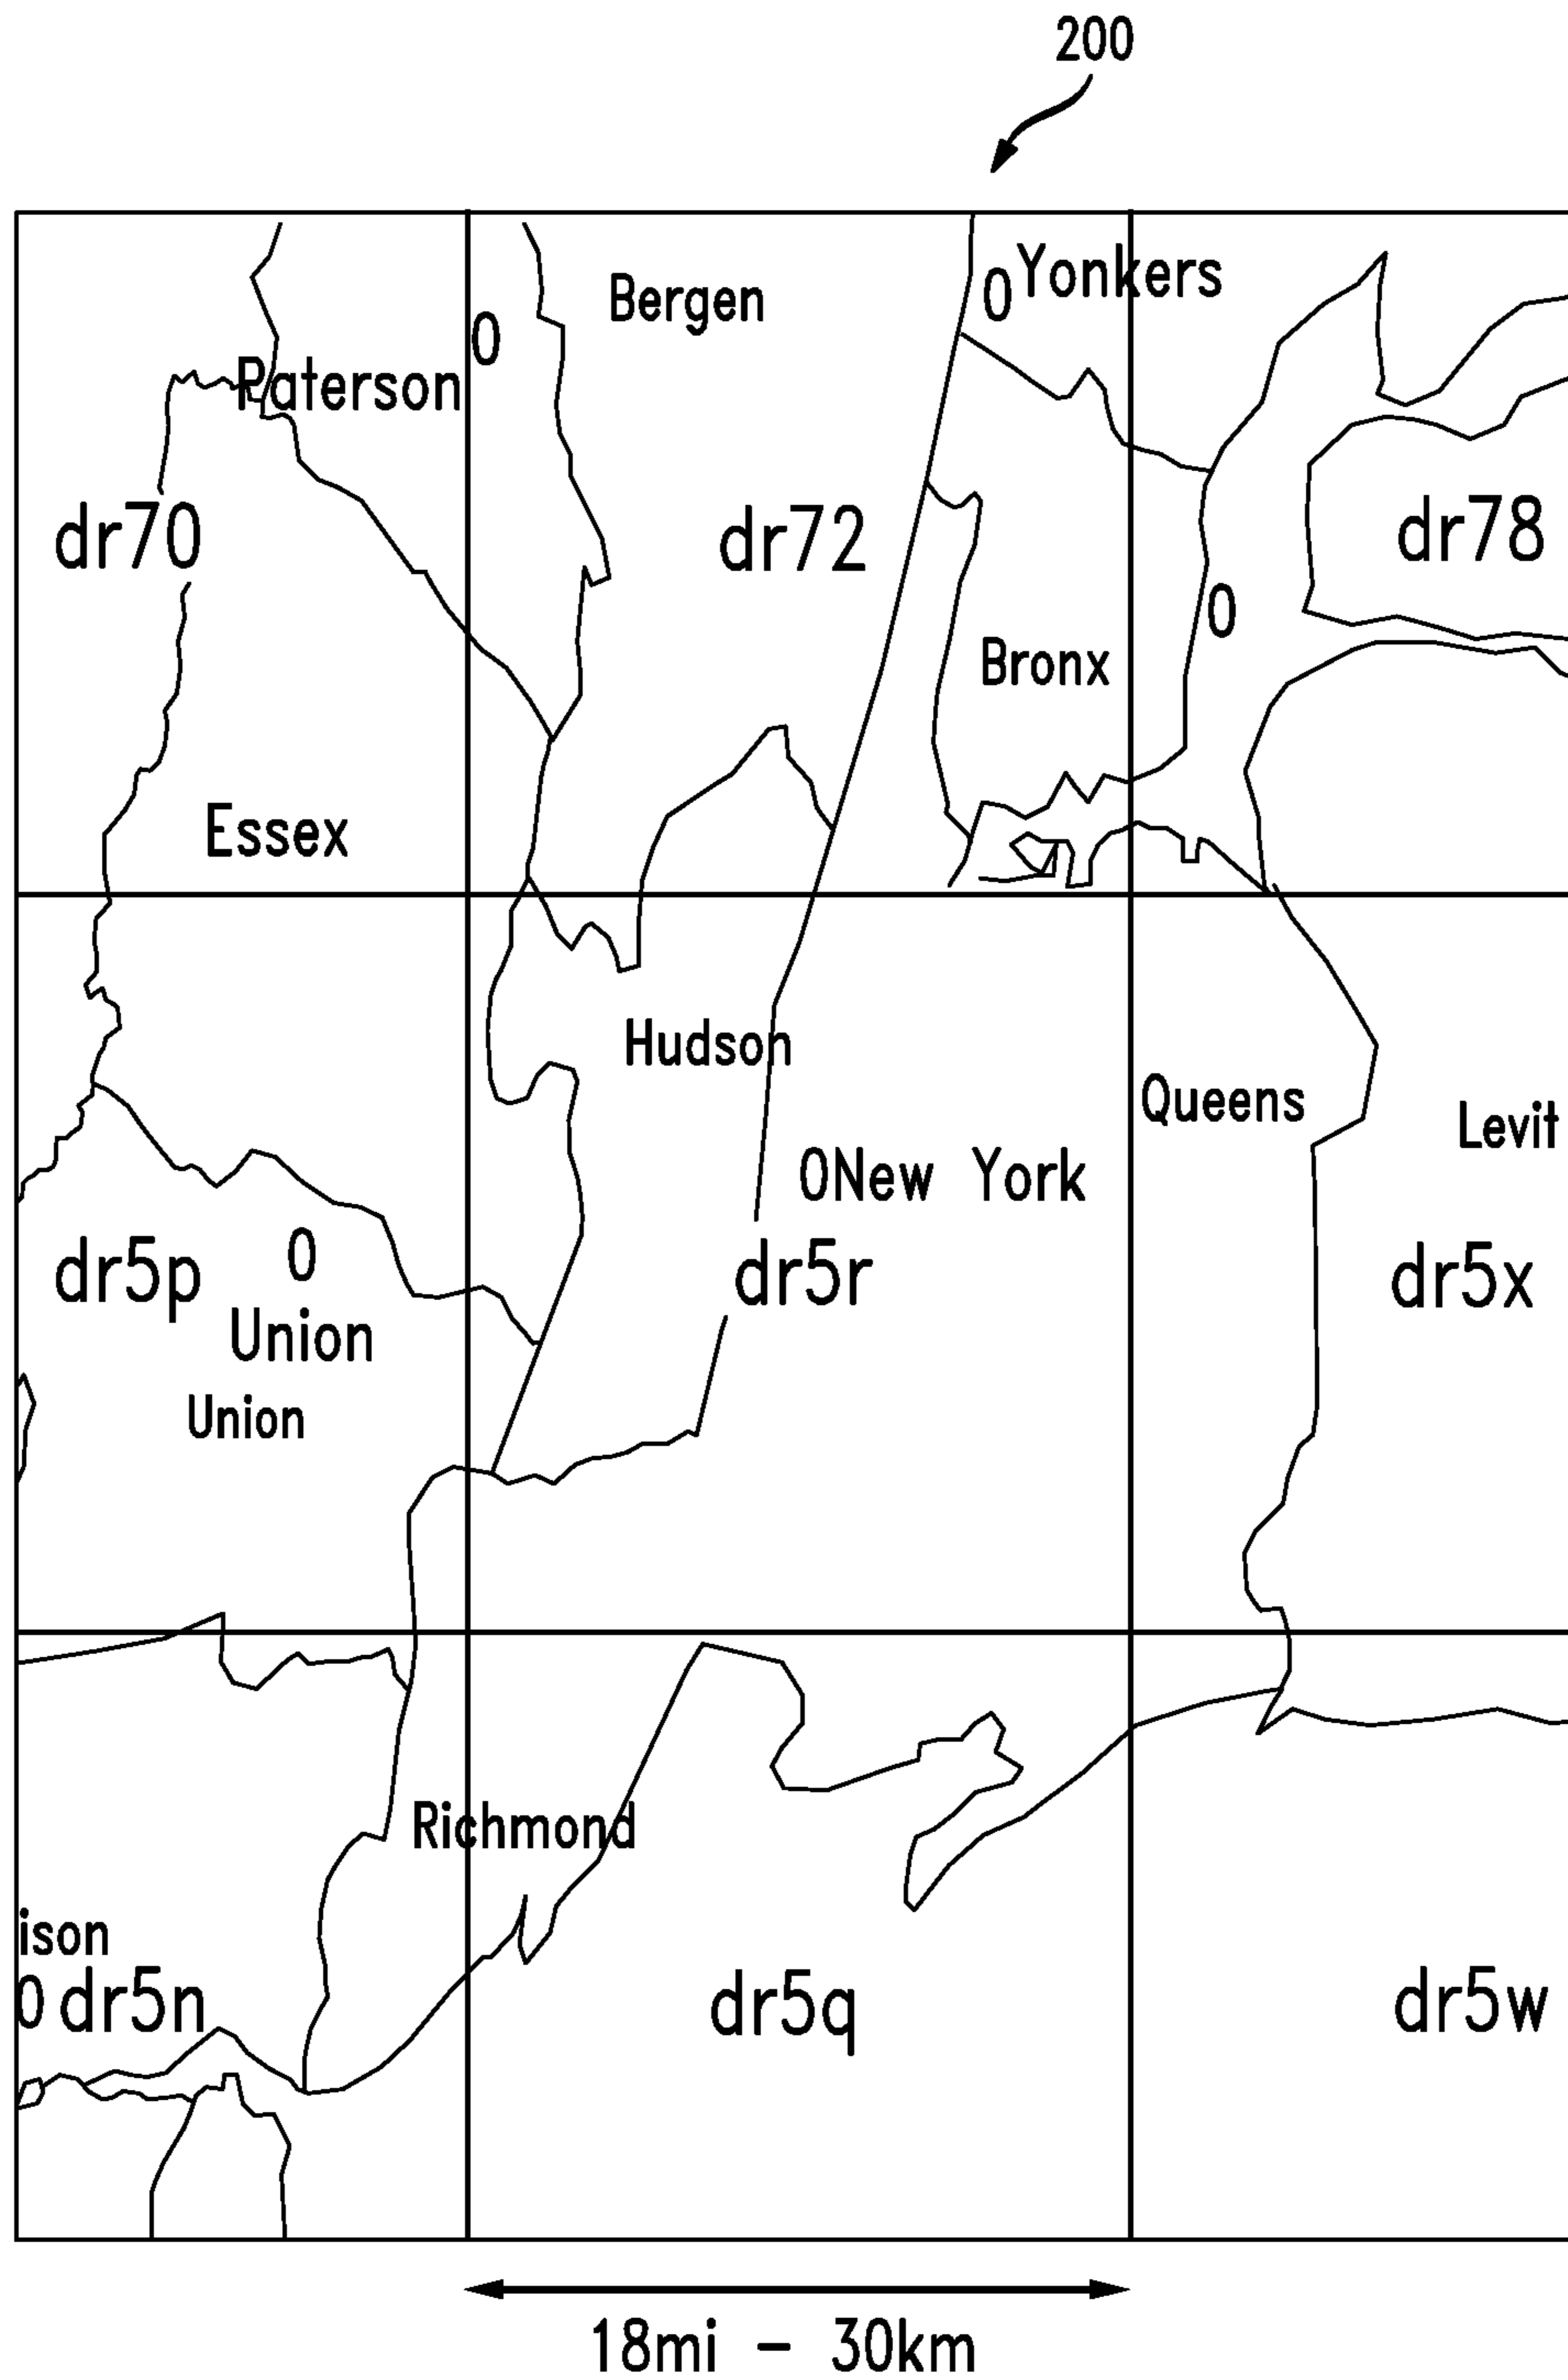 200
Bergen
0 Yonkers
0
Paterson
dr70
dr72
dr78
0
Bronx
Essex
Hudson
Queens
Levit
0New York
dr5p
0
dr5r
dr5x
Union
Union
Richmond
ison
0 dr5n
dr5q
dr5w
18mi - 30km